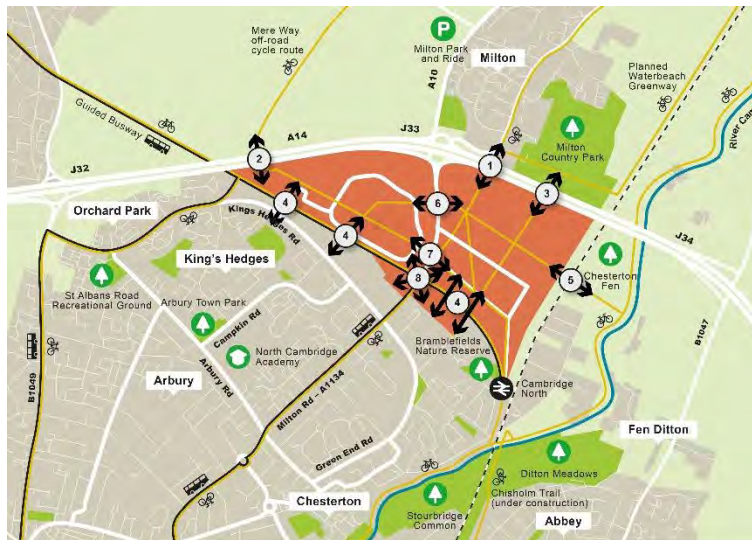 Mere Way
off-road
cycle route
P
Milton Park
and Ride
A10
Milton
Planned
Waterbeach
Greenway
Guided Busway
A14
J33
River Cam
J32
2
1
Milton
Country Park
3
Orchard Park
4
Kings Hedges Rd
6
J34
King's Hedges
4
7
St Albans Road
Recreational Ground
Arbury Town Park
8
4
5
Chesterton
Fen
Campkin Rd
North Cambridge
Academy
Bramblefields
Nature Reserve
B1047
B1049
Arbury
Arbury Rd
Milton Rd – A1134
Cambridge
North
Green End Rd
Fen Ditton
Ditton Meadows
Chesterton
Stourbridge
Common
Chisholm Trail
(under construction)
Abbey